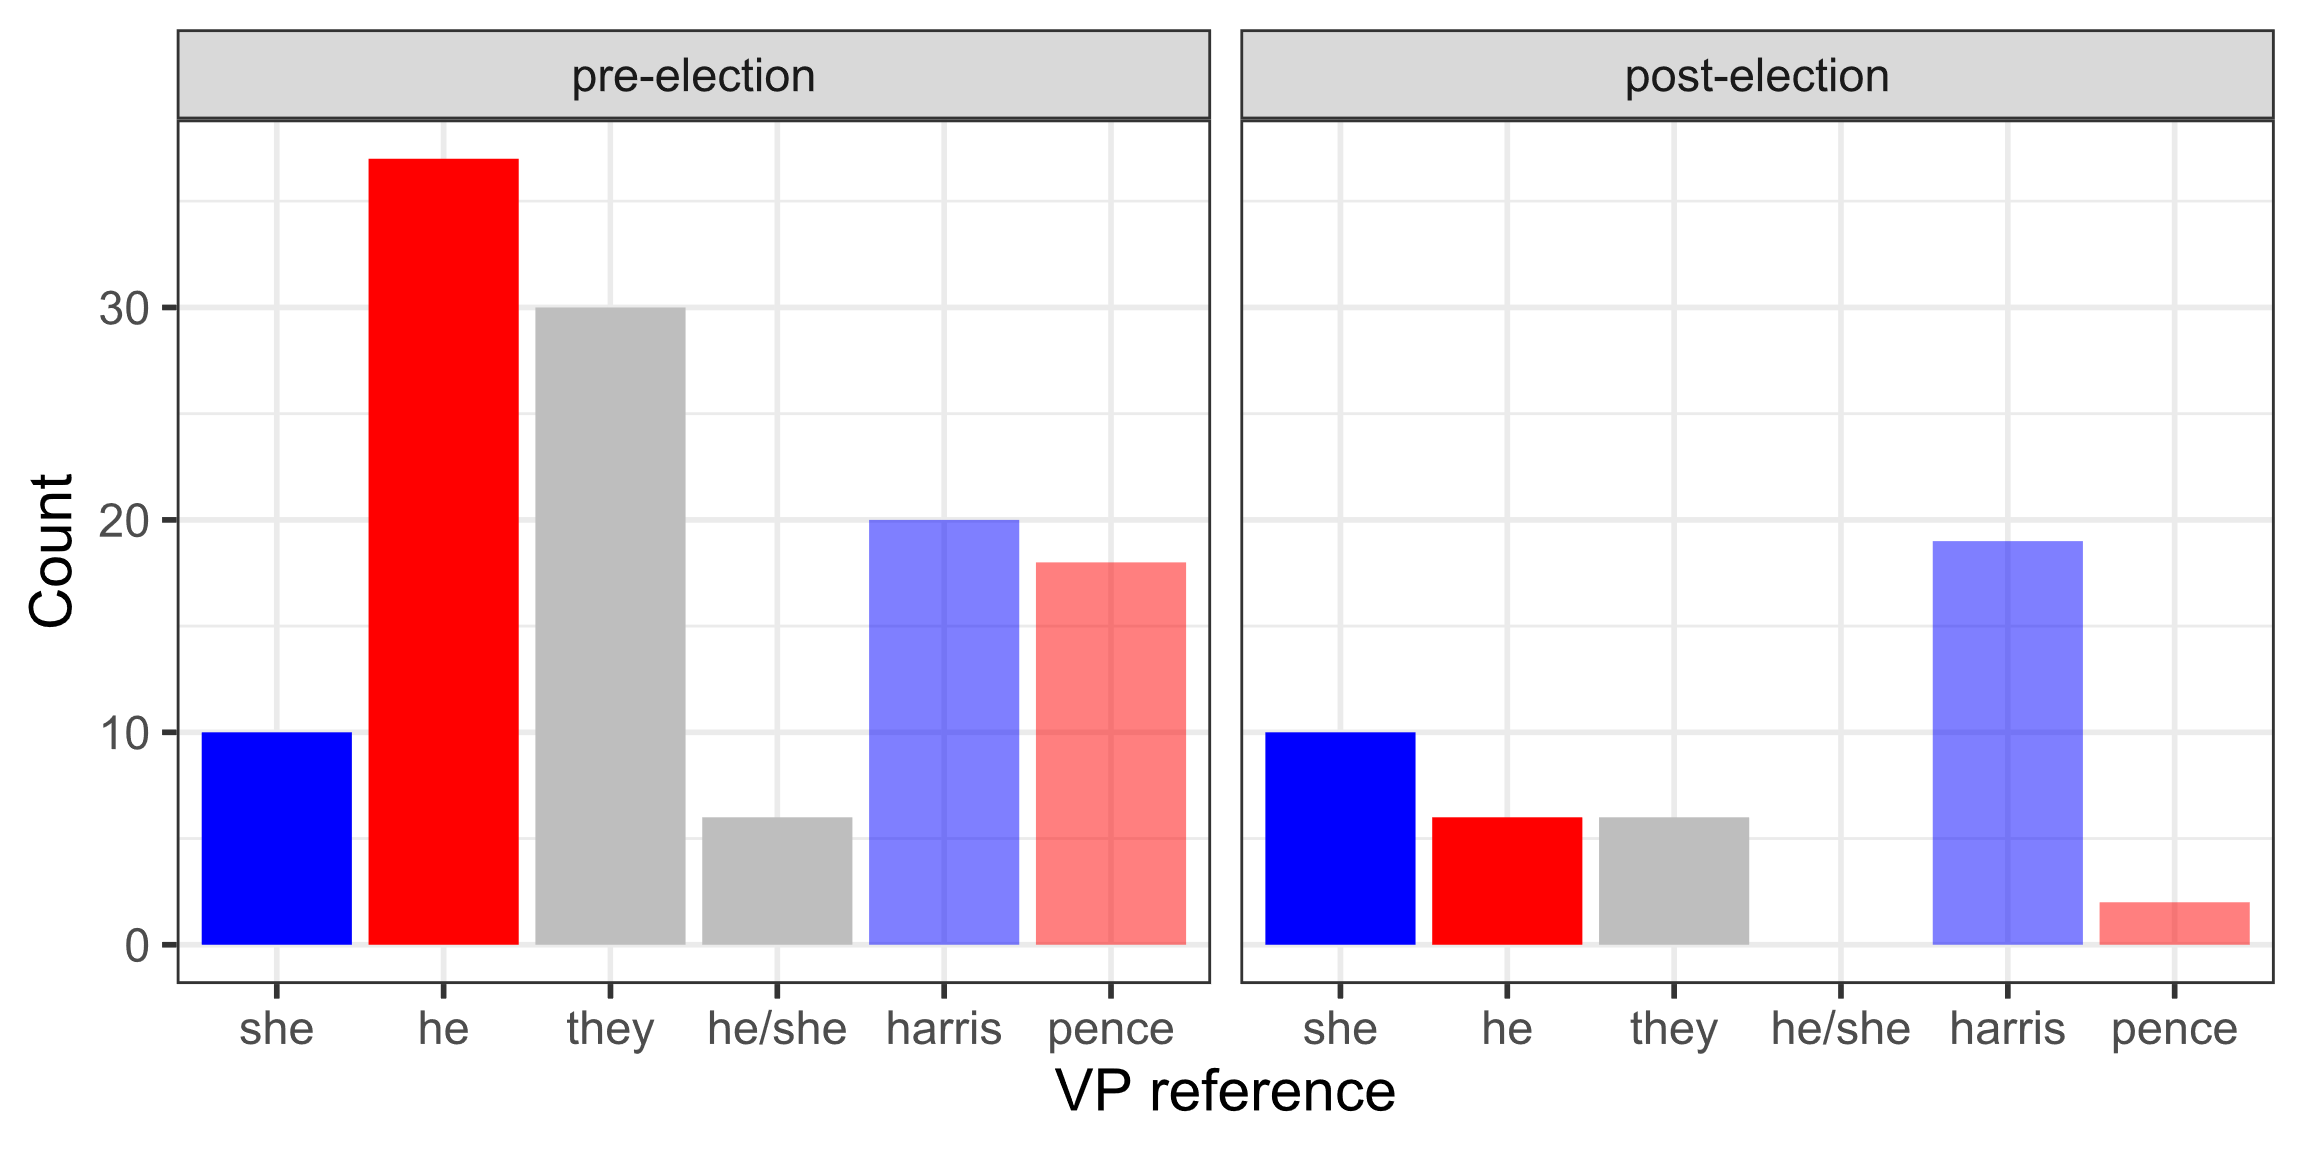 pre-election
post-election
Count
30
20
10
0
she he they he/she harris pence
she he they he/she harris pence
VP reference